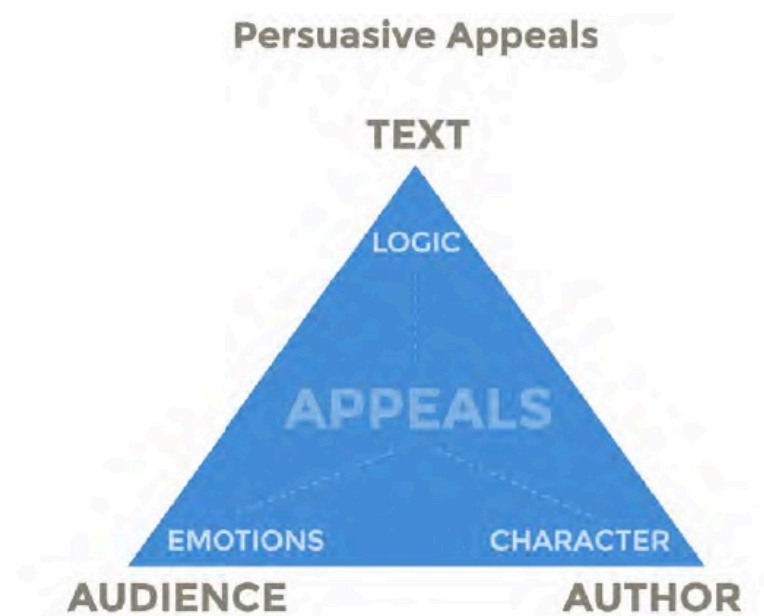 Persuasive Appeals
TEXT
LOGIC
APPEALS
EMOTIONS CHARACTER
AUDIENCE AUTHOR